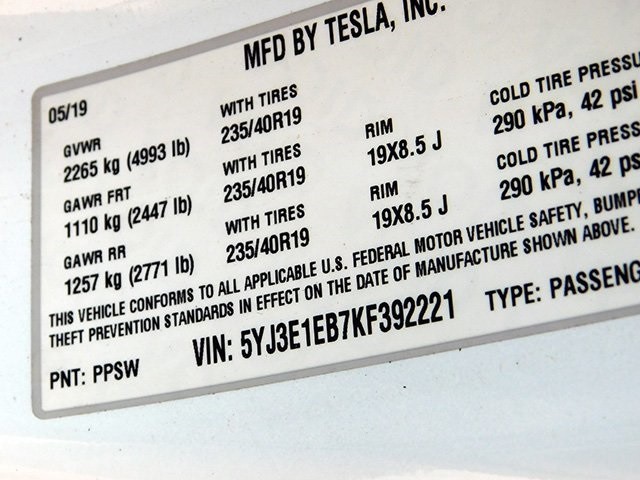 MFD BY TESLA, INC.
05/19
GVWR
2265 kg (4993 lb)
WITH TIRES
235/40R19
COLD TIRE PRESSU
290 kPa, 42 psi
GAWR FRT
1110 kg (2447 lb)
WITH TIRES
235/40R19
RIM
19X8.5 J
COLD TIRE PRESS
290 kPa, 42 ps
GAWR RR
1257 kg (2771 lb)
WITH TIRES
235/40R19
RIM
19X8.5 J
THIS VEHICLE CONFORMS TO ALL APPLICABLE U.S. FEDERAL MOTOR VEHICLE SAFETY, BUMP
THEFT PREVENTION STANDARDS IN EFFECT ON THE DATE OF MANUFACTURE SHOWN ABOVE.
PNT: PPSW
VIN: 5YJ3E1EB7KF392221
TYPE: PASSENG